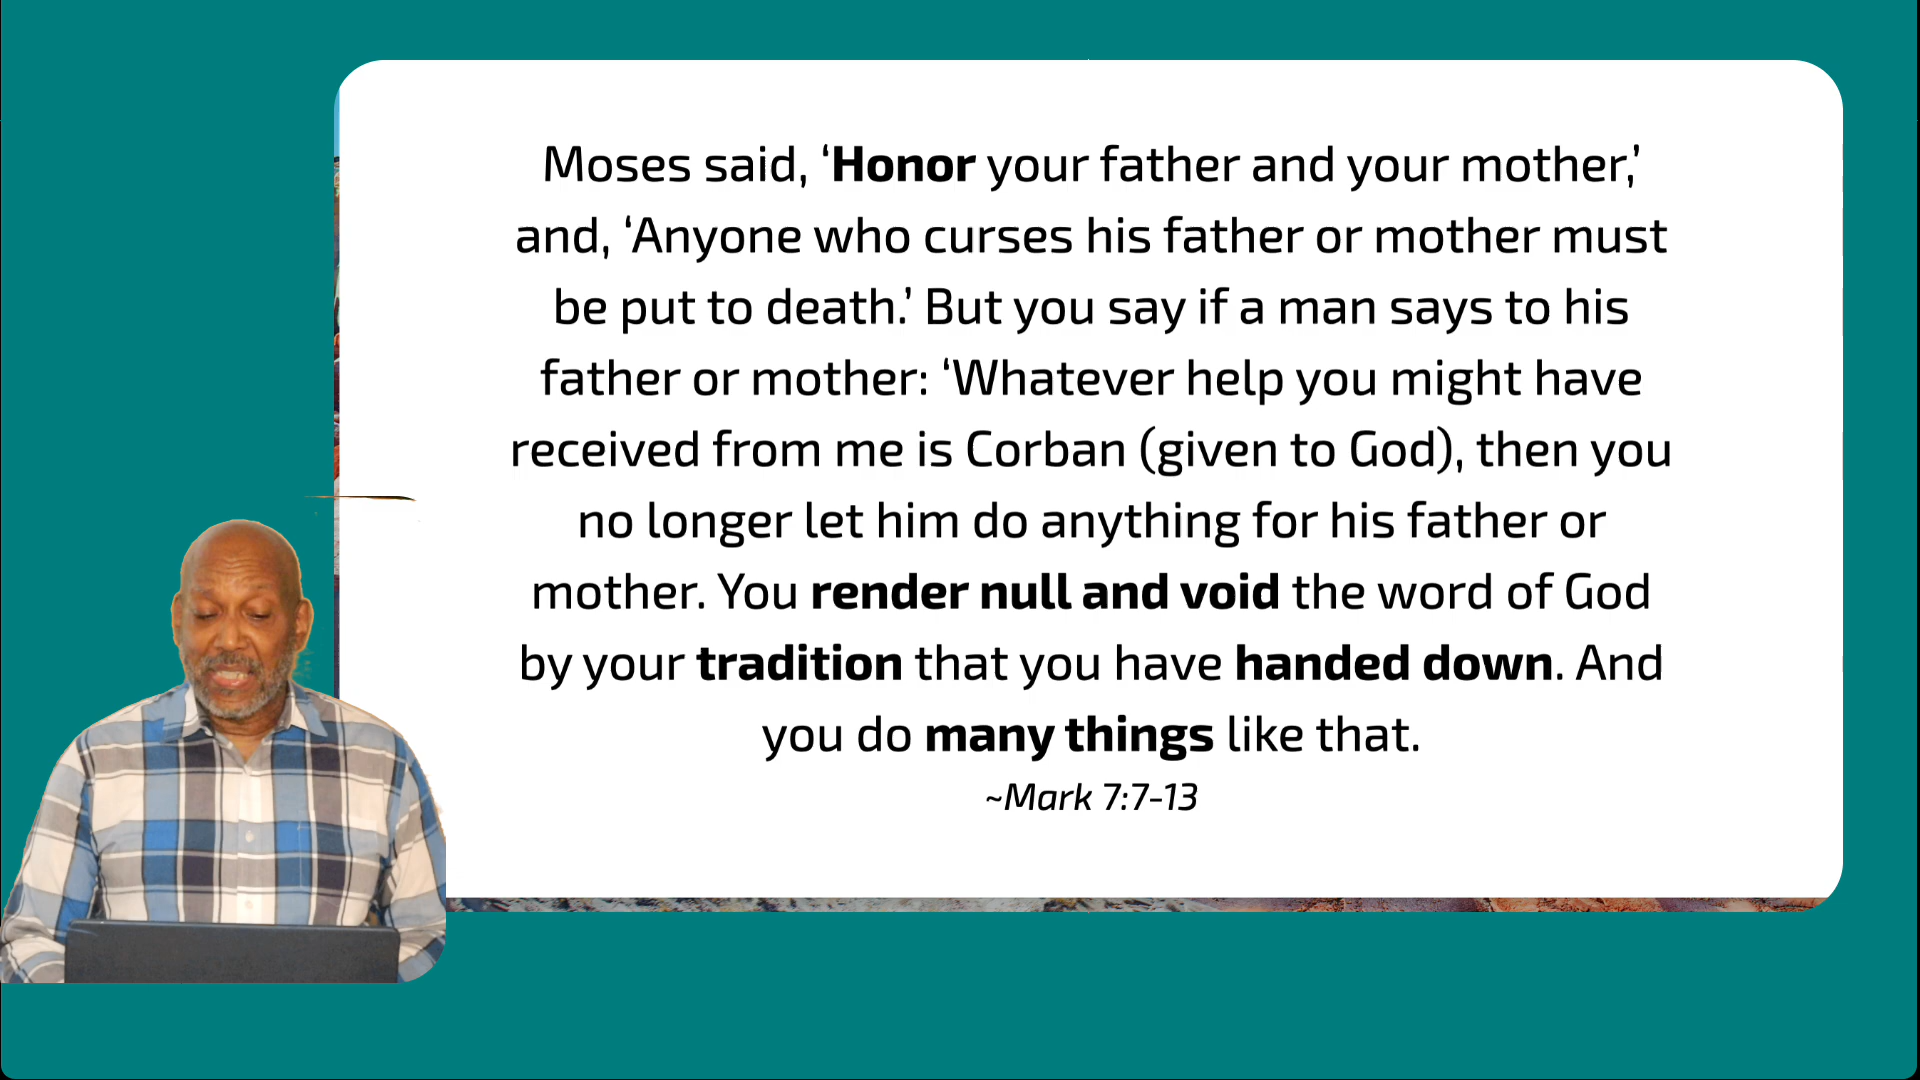 Moses said, ‘Honor your father and your mother,’
and, ‘Anyone who curses his father or mother must
be put to death.’ But you say if a man says to his
father or mother: ‘Whatever help you might have
received from me is Corban (given to God), then you
no longer let him do anything for his father or
mother. You render null and void the word of God
by your tradition that you have handed down. And
you do many things like that.
~Mark 7:7-13